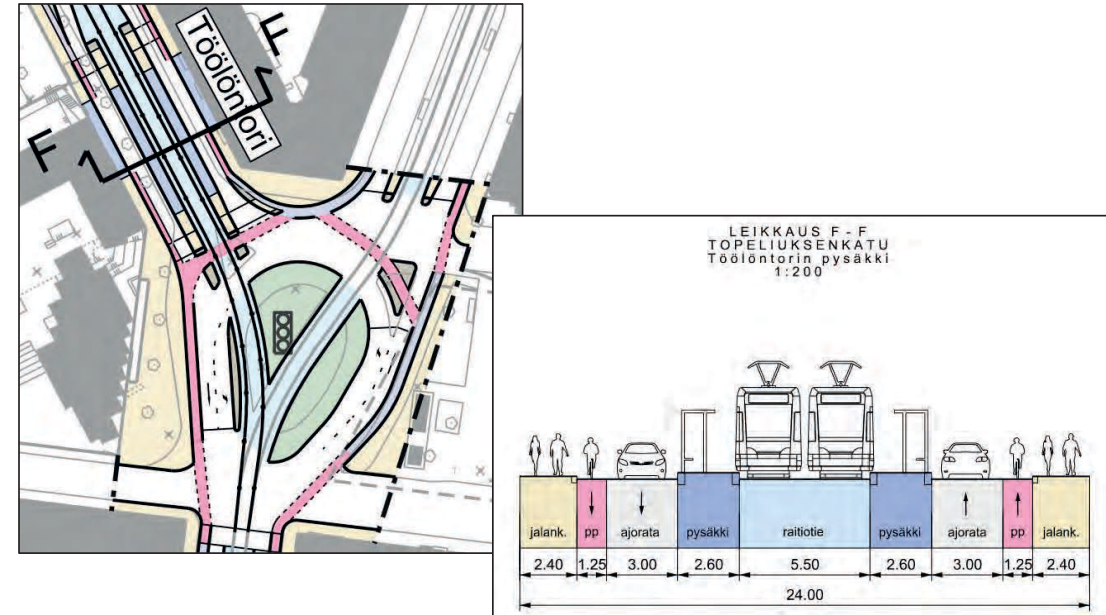 F
Töölöntori
F
LEIKKAUS F - F
TOPELIUKSENKATU
Töölöntorin pysäkki
1:200
jalank. pp ajorata pysäkki raitiotie pysäkki ajorata pp jalank.
2.40 1.25 3.00 2.60 5.50 2.60 3.00 1.25 2.40
24.00